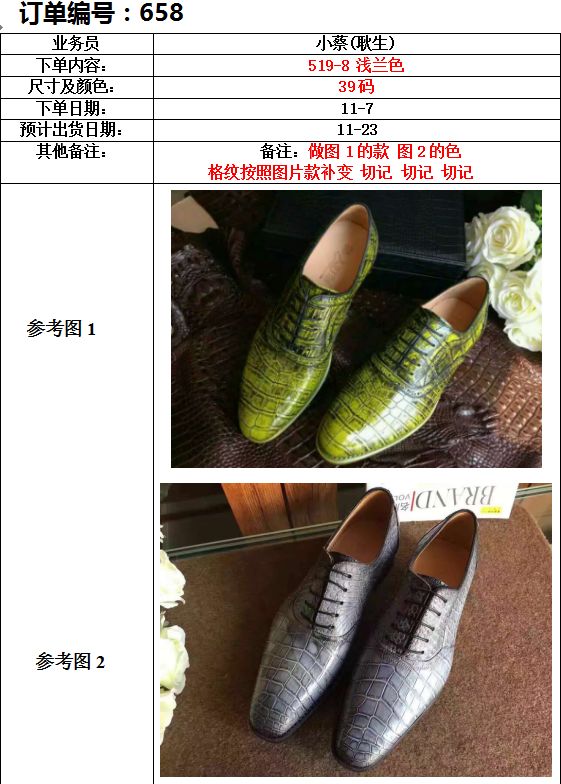 订单编号：658
业务员 小蔡(耿生)
下单内容： 519-8 浅兰色
尺寸及颜色： 39码
下单日期： 11-7
预计出货日期： 11-23
其他备注： 备注：做图1的款 图2的色
格纹按照图片款补变 切记 切记 切记
参考图1
BRAND
参考图2